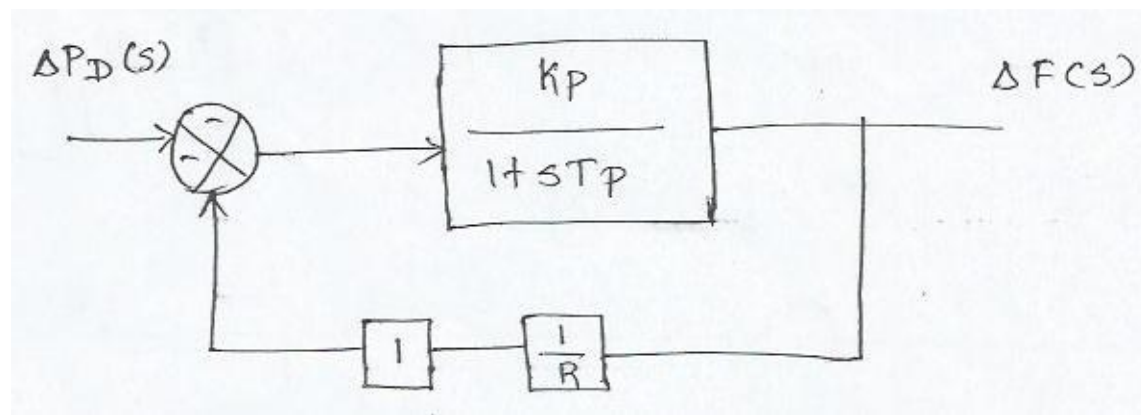 ΔP_D(s)
-
-
Kp
1+sTp
ΔF(s)
1
1
R